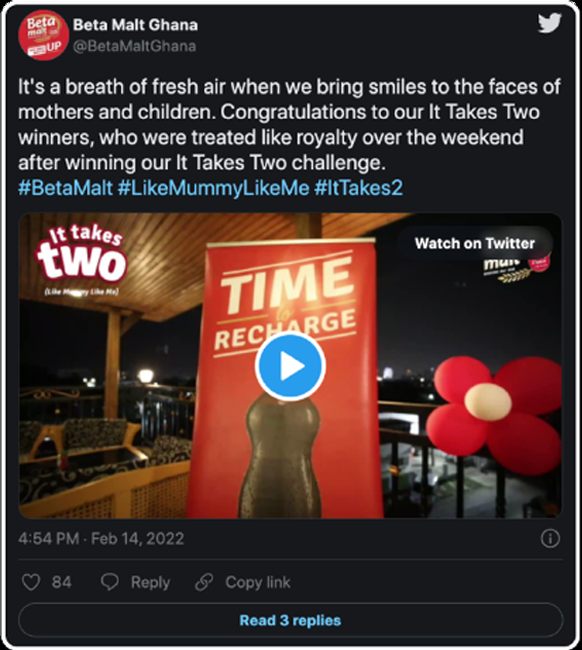 Beta Malt Ghana
@BetaMaltGhana
It's a breath of fresh air when we bring smiles to the faces of
mothers and children. Congratulations to our It Takes Two
winners, who were treated like royalty over the weekend
after winning our It Takes Two challenge.
#BetaMalt #LikeMummyLikeMe #ItTakes2
It takes
two
(Like Mummy Like Me)
Watch on Twitter
malt
TIME
to
RECHARGE
4:54 PM · Feb 14, 2022
84
Reply
Copy link
Read 3 replies
Beta
malt
UP